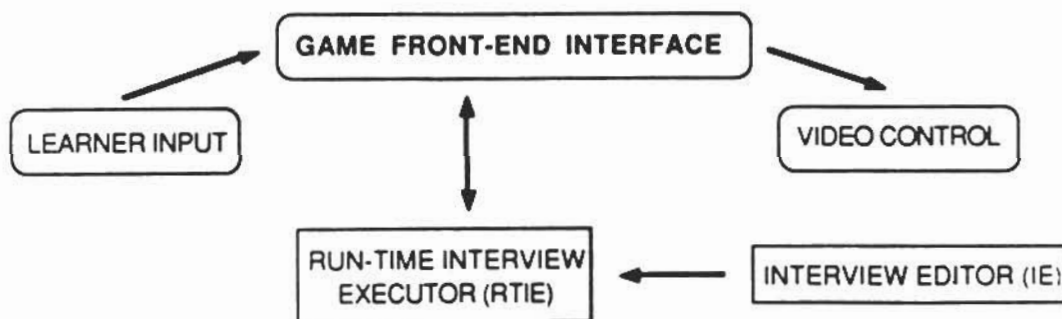 GAME FRONT-END INTERFACE
LEARNER INPUT
VIDEO CONTROL
RUN-TIME INTERVIEW
EXECUTOR (RTIE)
INTERVIEW EDITOR (IE)